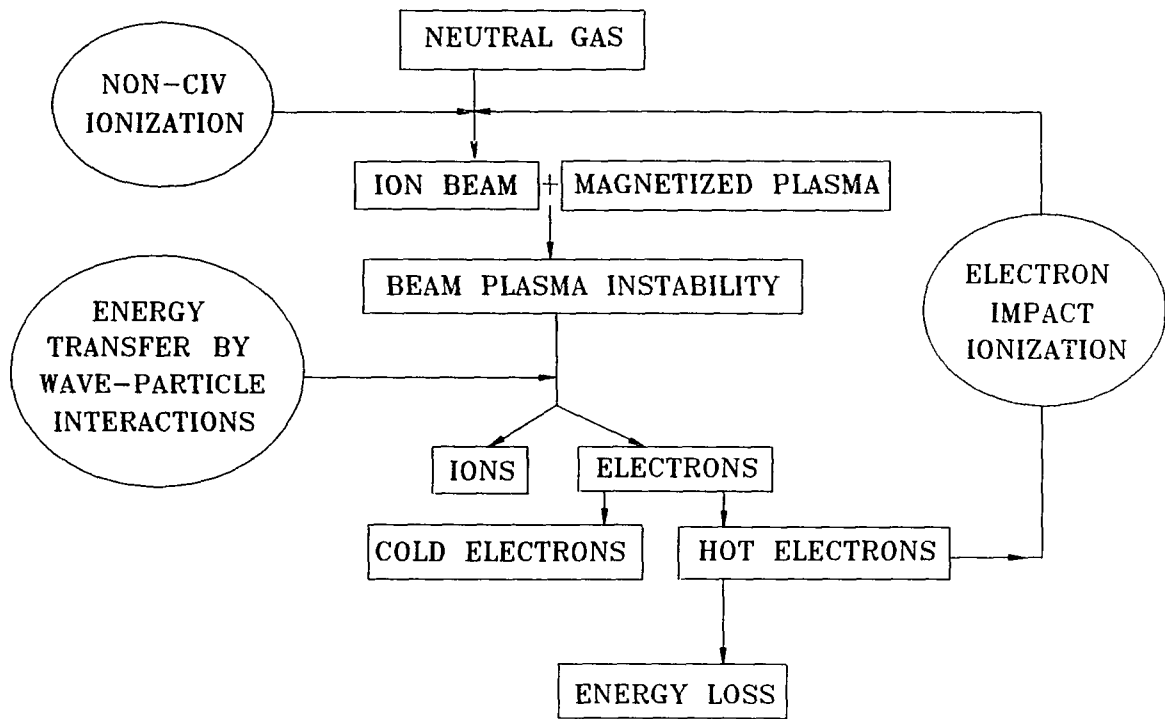 NEUTRAL GAS
NON-CIV
IONIZATION
ION BEAM + MAGNETIZED PLASMA
BEAM PLASMA INSTABILITY
ENERGY
TRANSFER BY
WAVE-PARTICLE
INTERACTIONS
ELECTRON
IMPACT
IONIZATION
IONS
ELECTRONS
COLD ELECTRONS
HOT ELECTRONS
ENERGY LOSS